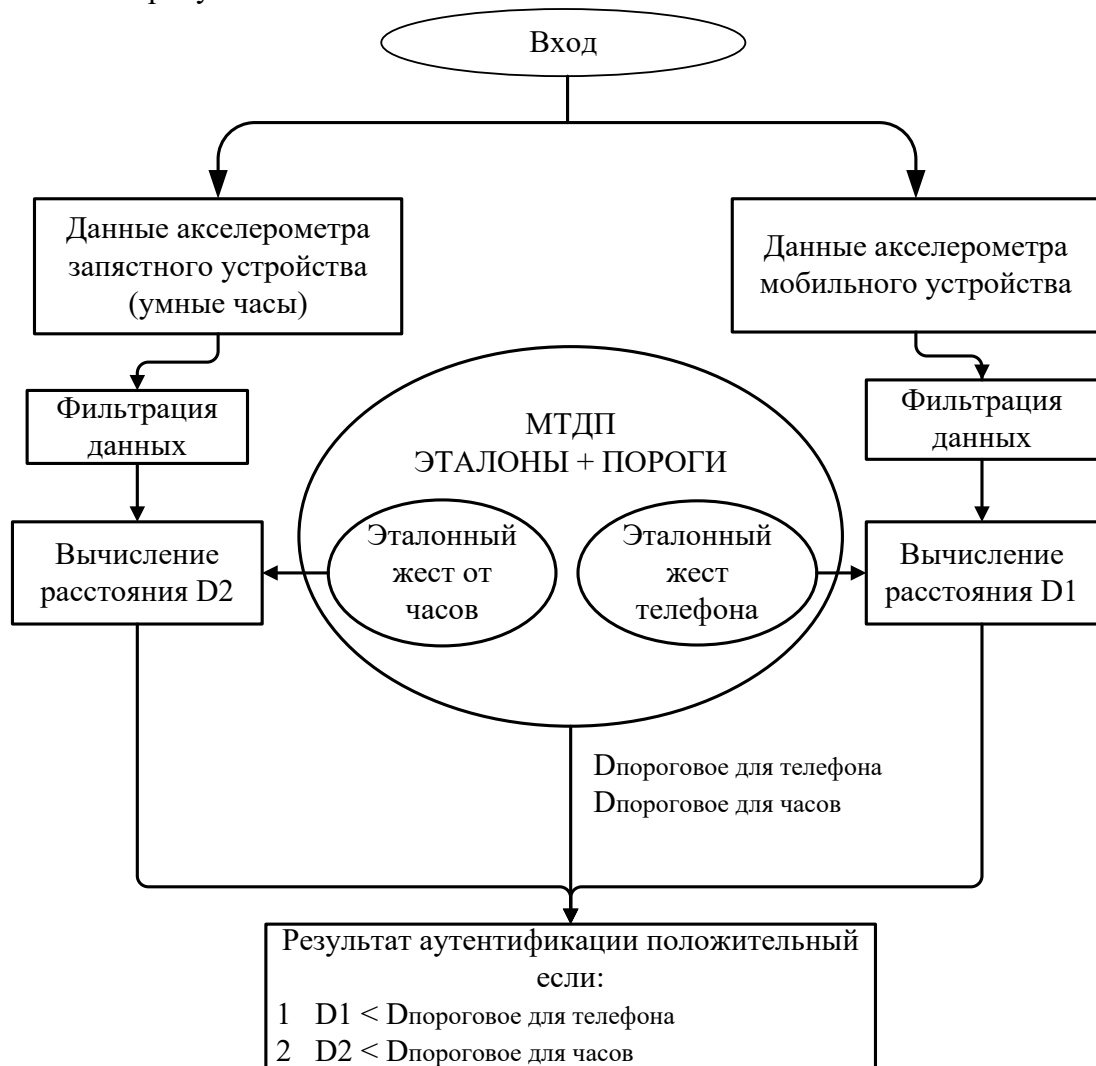 Вход
Данные акселерометра
запястного устройства
(умные часы)
Данные акселерометра
мобильного устройства
Фильтрация
данных
МТДП
ЭТАЛОНЫ + ПОРОГИ
Фильтрация
данных
Вычисление
расстояния D2
Эталонный
жест от
часов
Эталонный
жест
телефона
Вычисление
расстояния D1
Dпороговое для телефона
Dпороговое для часов
Результат аутентификации положительный
если:
1 D1 < Dпороговое для телефона
2 D2 < Dпороговое для часов